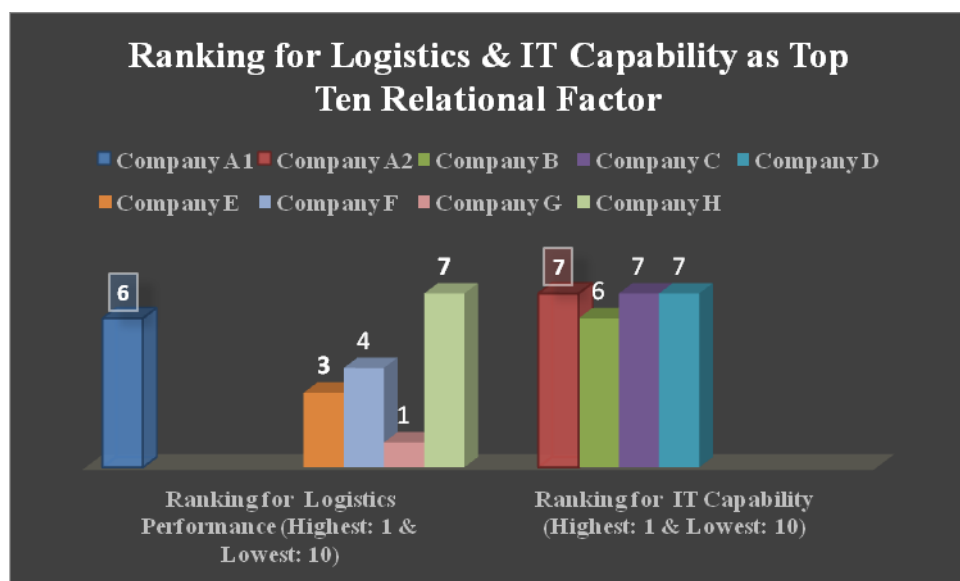 Ranking for Logistics & IT Capability as Top
Ten Relational Factor
Company A1 Company A2 Company B Company C Company D
Company E Company F Company G Company H
6
3
4
1
7
7
6
7
7
Ranking for Logistics
Performance (Highest: 1 &
Lowest: 10)
Ranking for IT Capability
(Highest: 1 & Lowest: 10)